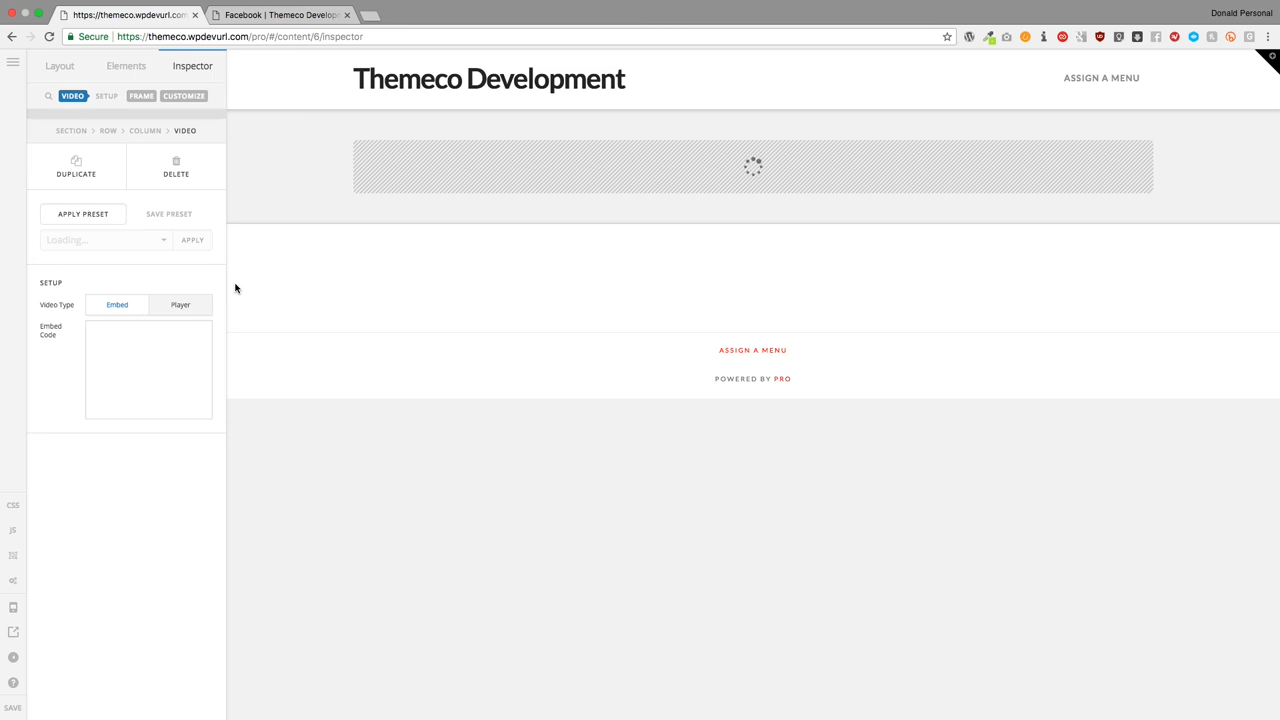 https://themeco.wpdevurl.com
Facebook | Themeco Develop
Donald Personal
Secure
https://themeco.wpdevurl.com/pro/#/content/6/inspector
Layout
Elements
Inspector
VIDEO
SETUP
FRAME
CUSTOMIZE
SECTION > ROW > COLUMN > VIDEO
DUPLICATE
DELETE
APPLY PRESET
SAVE PRESET
Loading...
APPLY
SETUP
Video Type
Embed
Player
Embed
Code
CSS
JS
SAVE
Themeco Development
ASSIGN A MENU
ASSIGN A MENU
POWERED BY PRO